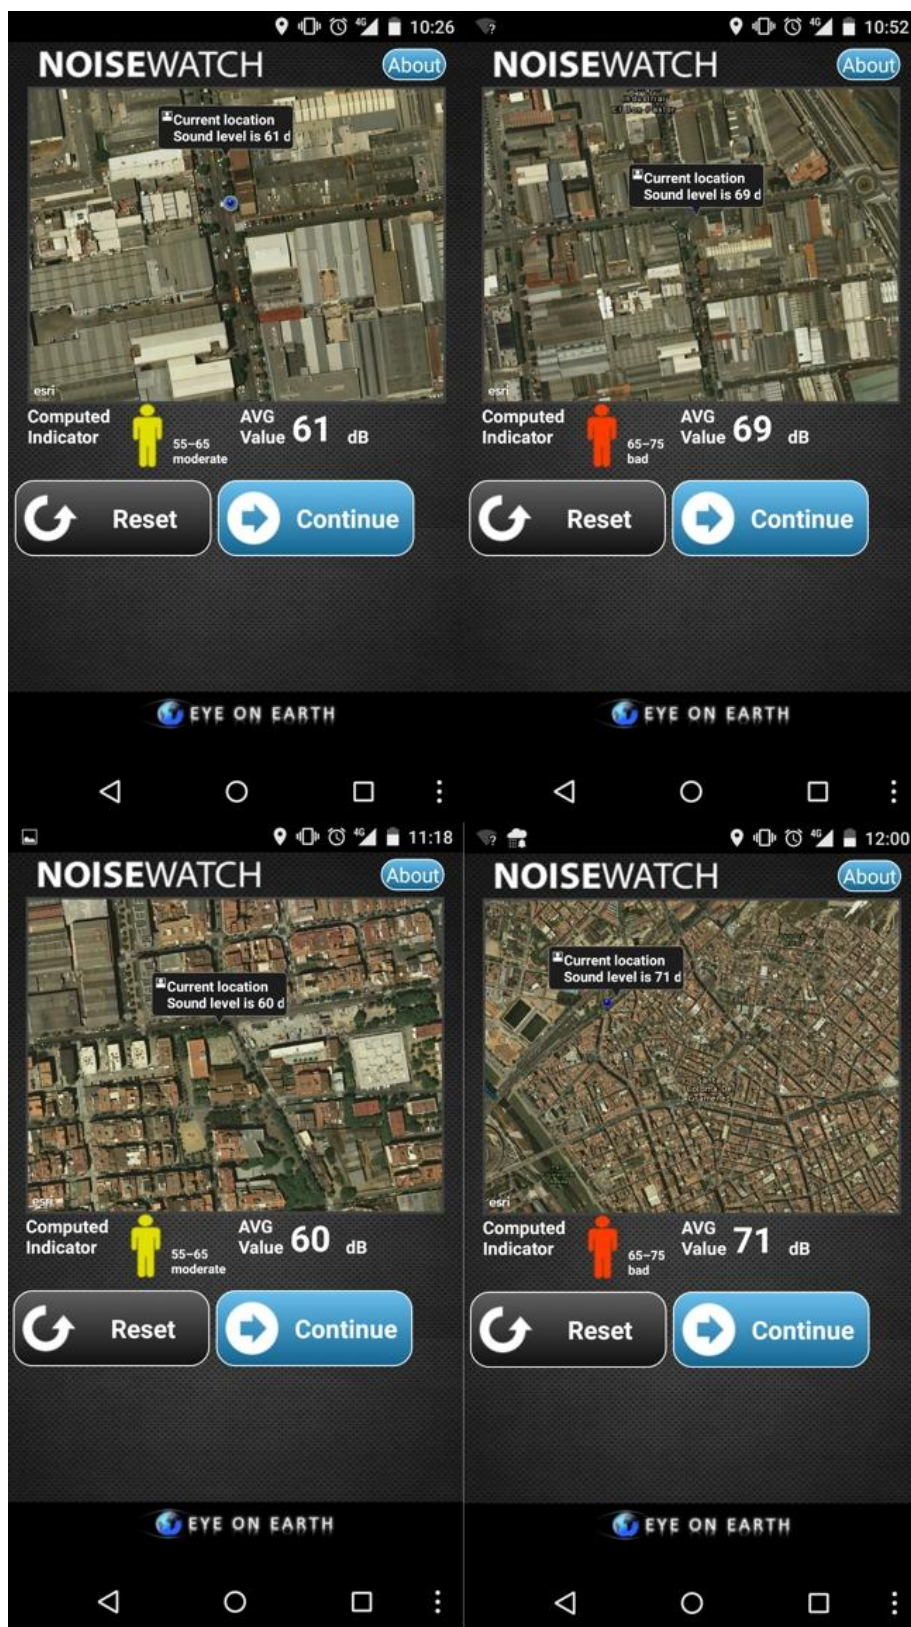 4G 10:26
NOISEWATCH
About
Current location
Sound level is 61 d
esri
Computed
Indicator
55-65
moderate
AVG
Value 61 dB
Reset
Continue
EYE ON EARTH
? 4G 10:52
NOISEWATCH
About
Current location
Sound level is 69 d
esri
Computed
Indicator
65-75
bad
AVG
Value 69 dB
Reset
Continue
EYE ON EARTH
4G 11:18
NOISEWATCH
About
Current location
Sound level is 60 d
esri
Computed
Indicator
55-65
moderate
AVG
Value 60 dB
Reset
Continue
EYE ON EARTH
? 4G 12:00
NOISEWATCH
About
Current location
Sound level is 71 d
esri
Computed
Indicator
65-75
bad
AVG
Value 71 dB
Reset
Continue
EYE ON EARTH